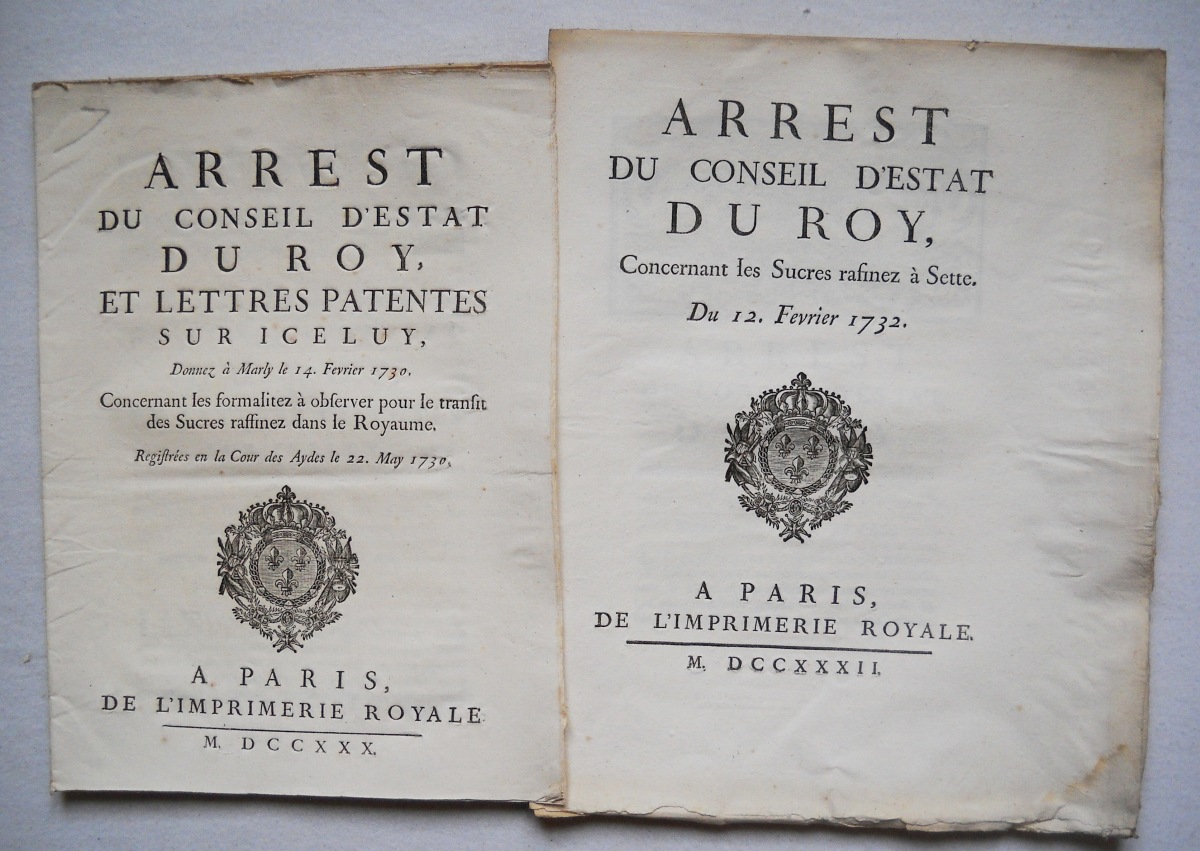 ARREST
DU CONSEIL D'ESTAT
DU ROY,
ET LETTRES PATENTES
SUR ICELUY,
Donnez à Marly le 14. Fevrier 1730.
Concernant les formalitez à obſerver pour le tranſit
des Sucres raffinez dans le Royaume.
Regiſtrées en la Cour des Aydes le 22. May 1730.
A PARIS,
DE L'IMPRIMERIE ROYALE
M. DCCXXX.
ARREST
DU CONSEIL D'ESTAT
DU ROY,
Concernant les Sucres rafinez à Sette.
Du 12. Fevrier 1732.
A PARIS,
DE L'IMPRIMERIE ROYALE.
M. DCCXXXII.